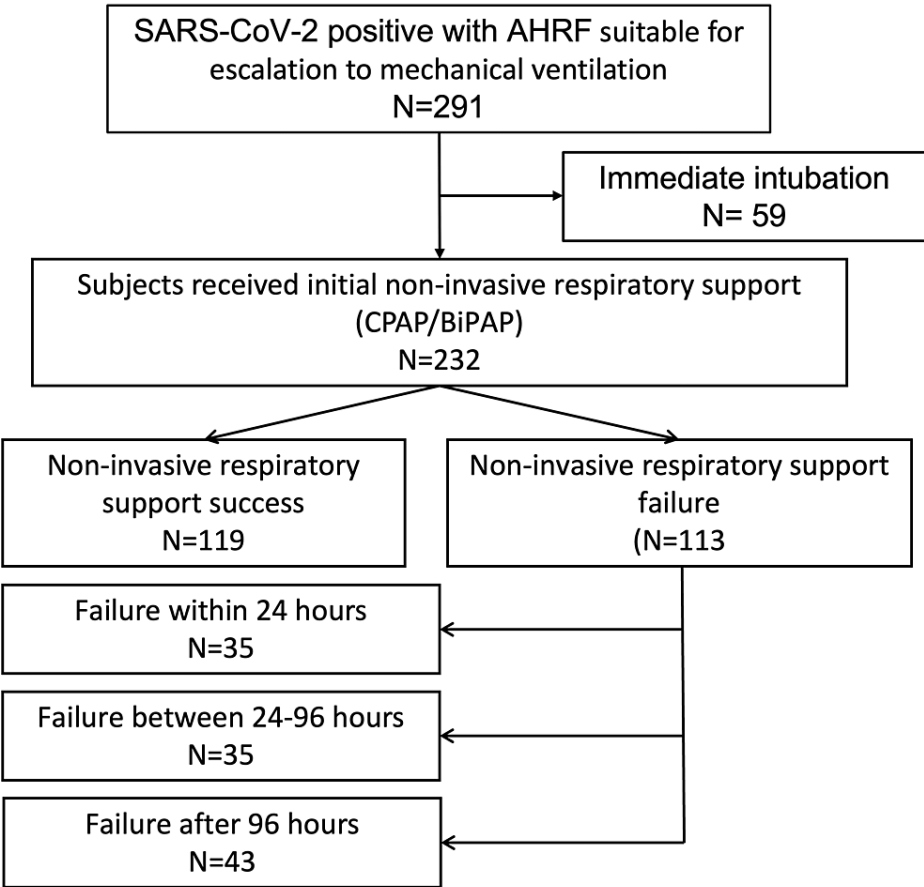 SARS-CoV-2 positive with AHRF suitable for
escalation to mechanical ventilation
N=291
Immediate intubation
N= 59
Subjects received initial non-invasive respiratory support
(CPAP/BiPAP)
N=232
Non-invasive respiratory
support success
N=119
Non-invasive respiratory support
failure
(N=113
Failure within 24 hours
N=35
Failure between 24-96 hours
N=35
Failure after 96 hours
N=43